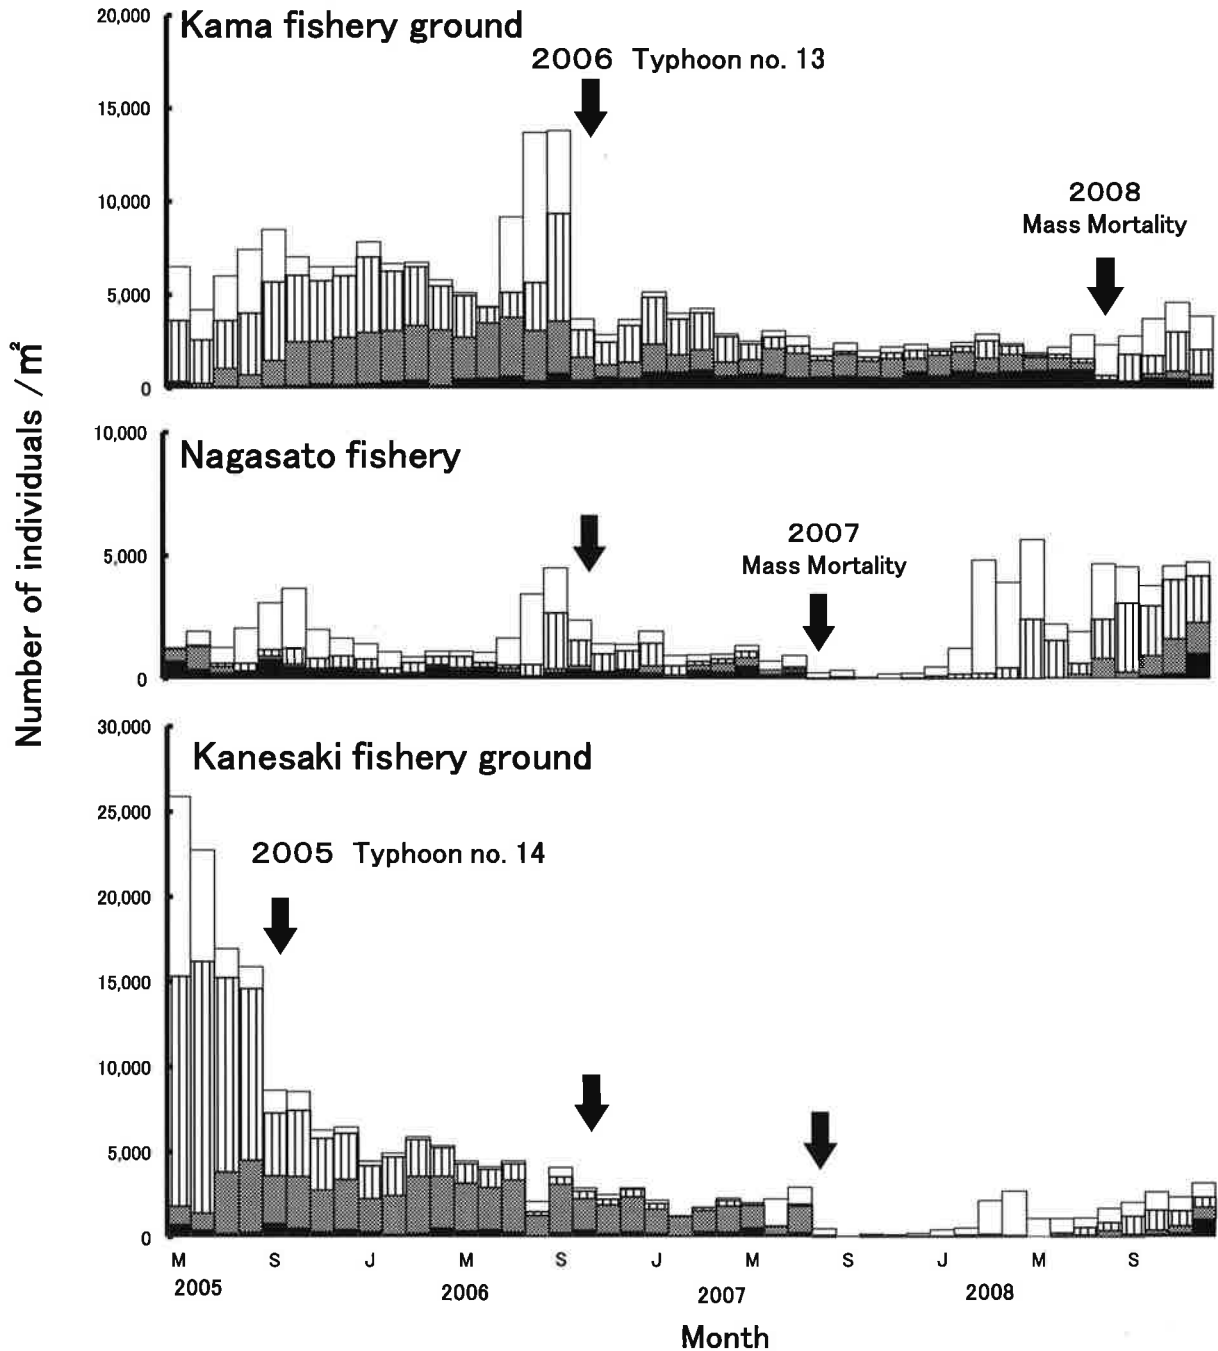 20,000
Kama fishery ground
2006 Typhoon no. 13
15,000
10,000
2008
Mass Mortality
5,000
0
10,000
Nagasato fishery
2007
Mass Mortality
5,000
0
30,000
Kanesaki fishery ground
25,000
2005 Typhoon no. 14
20,000
15,000
10,000
5,000
0
M S J M S J M S J M S
2005 2006 2007 2008
Month
Number of individuals /㎡